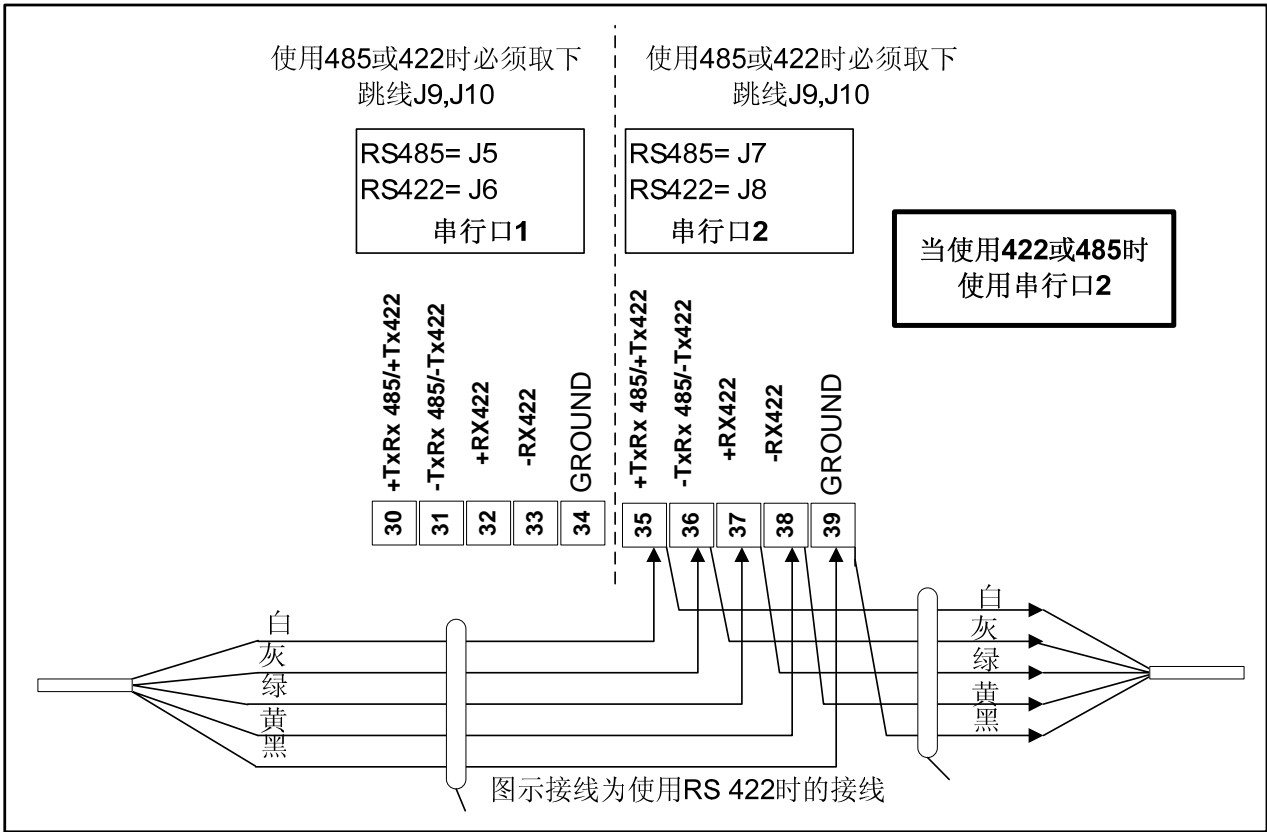 使用485或422时必须取下
跳线J9,J10
使用485或422时必须取下
跳线J9,J10
RS485= J5
RS422= J6
串行口1
RS485= J7
RS422= J8
串行口2
当使用422或485时
使用串行口2
+TxRx 485/+Tx422
-TxRx 485/-Tx422
+RX422
-RX422
GROUND
+TxRx 485/+Tx422
-TxRx 485/-Tx422
+RX422
-RX422
GROUND
30
31
32
33
34
35
36
37
38
39
白
灰
绿
黄
黑
白
灰
绿
黄
黑
图示接线为使用RS 422时的接线